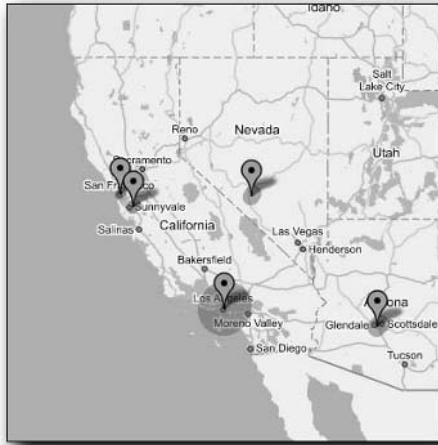 Idaho
Salt
Lake City
Reno
Nevada
Utah
Sacramento
San Francisco
Sunnyvale
Salinas
California
Las Vegas
Henderson
Bakersfield
Los Angeles
Moreno Valley
Arizona
Glendale
Scottsdale
San Diego
Tucson